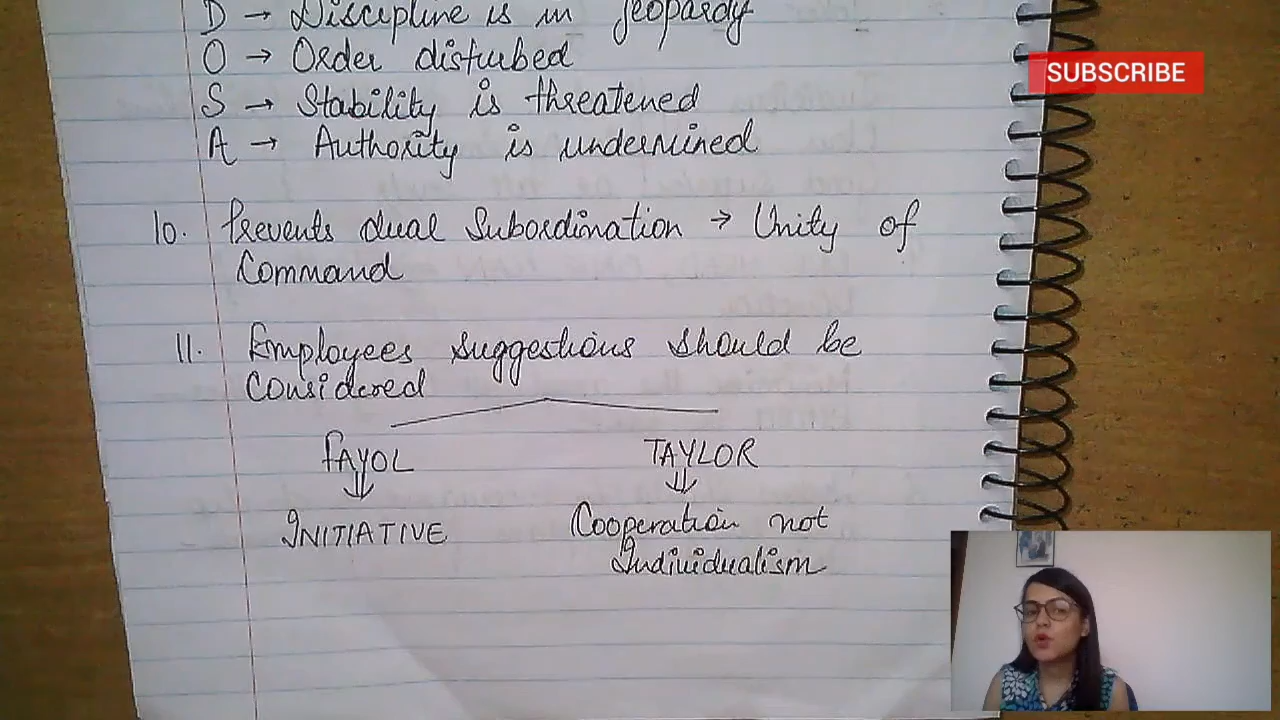 D → Discipline is in jeopardy
O → Order disturbed
S → Stability is threatened
A → Authority is undermined
10. Prevents dual Subordination → Unity of
Command
11. Employees suggestions should be
Considered
FAYOL
INITIATIVE
TAYLOR
Cooperation not
Individualism
SUBSCRIBE